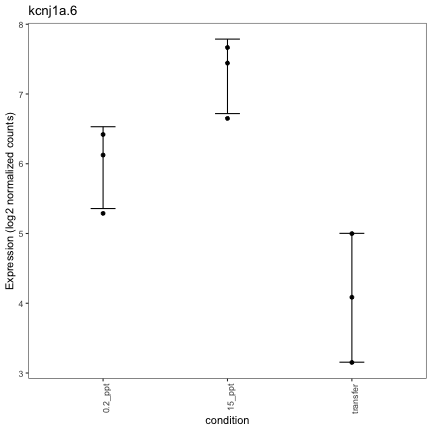 kcnj1a.6
8
7
6
5
4
3
Expression (log2 normalized counts)
0.2_ppt
15_ppt
transfer
condition